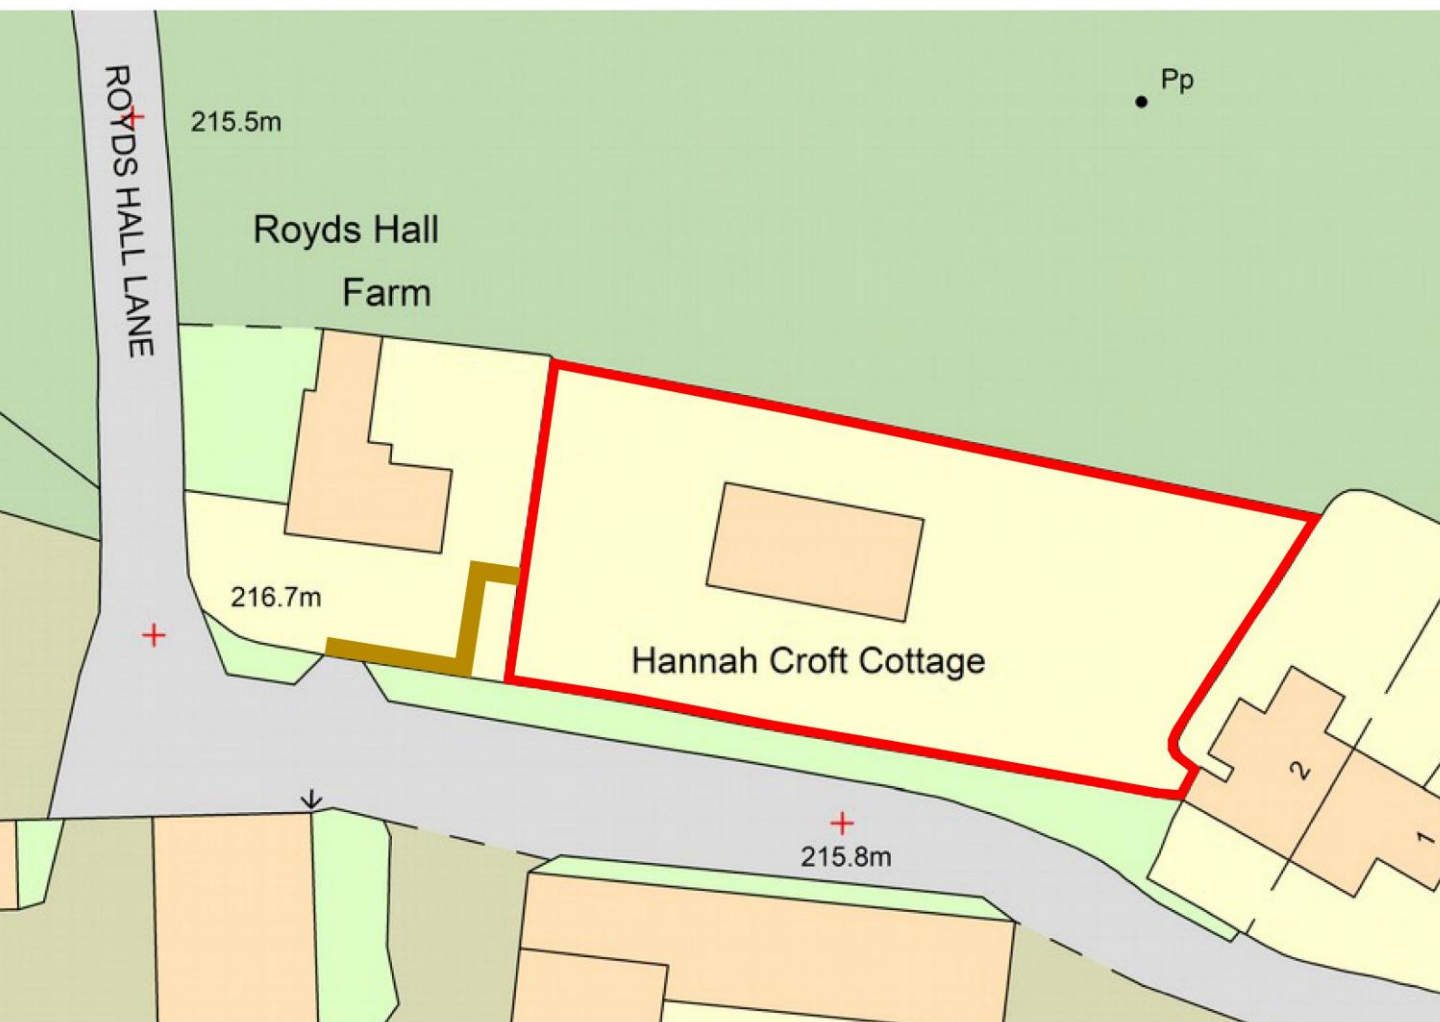 Pp
ROYDS HALL LANE
215.5m
Royds Hall
Farm
216.7m
Hannah Croft Cottage
2
1
215.8m